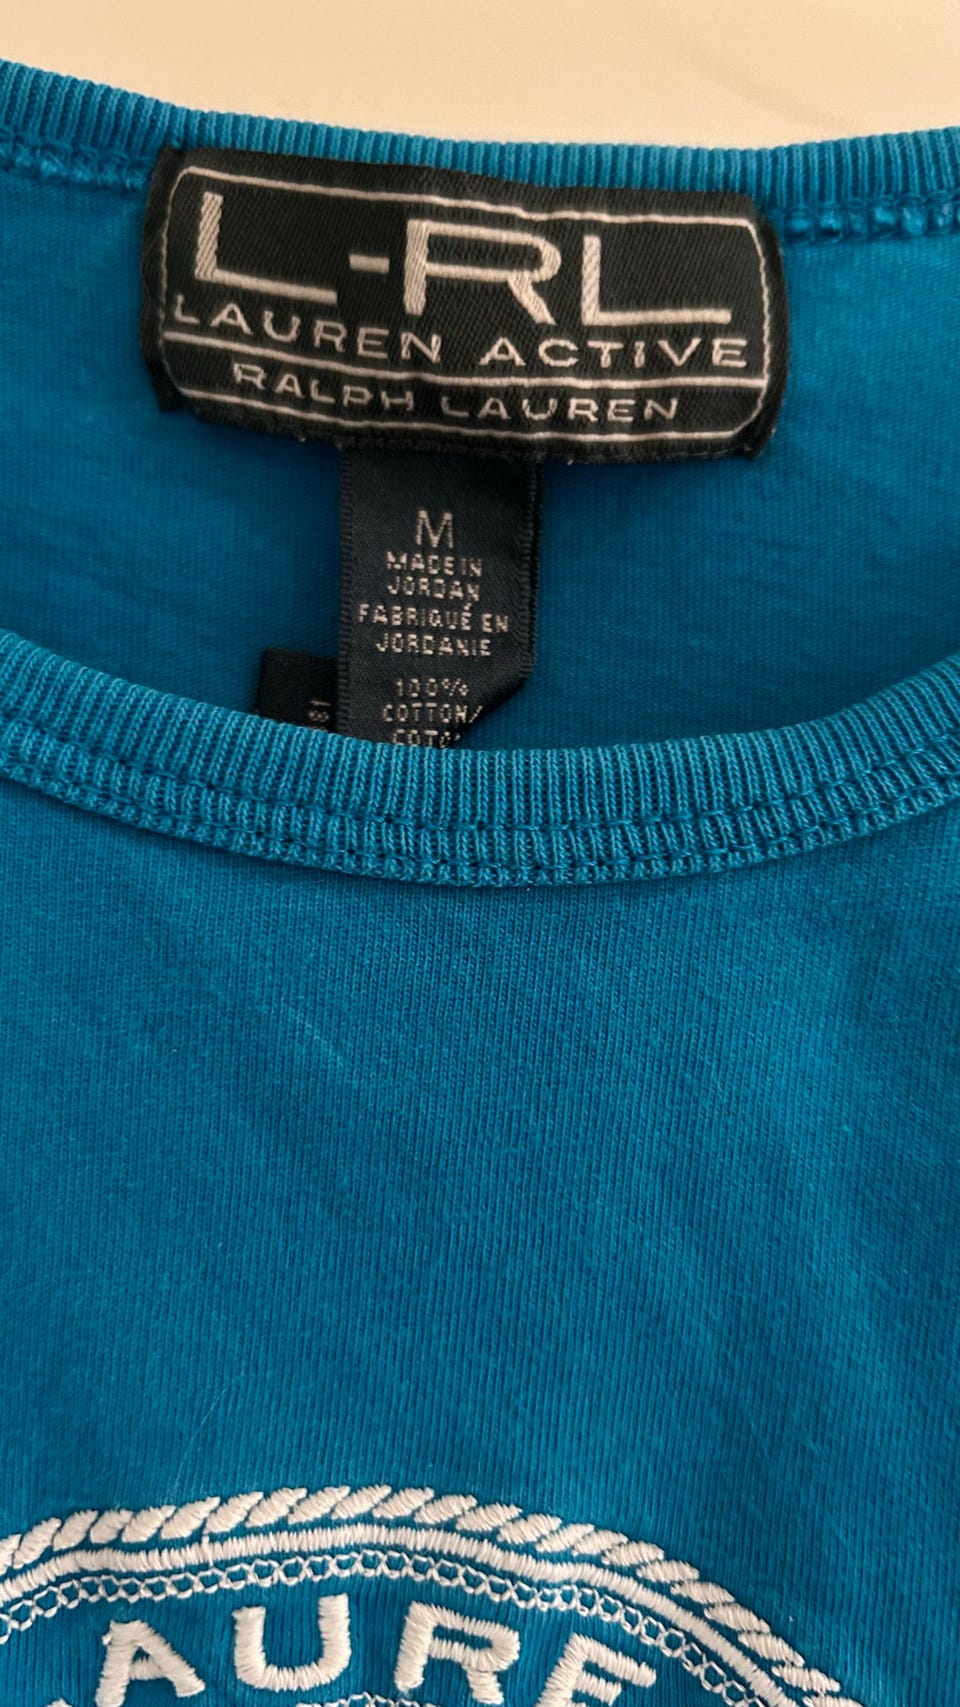 L-RL
LAUREN ACTIVE
RALPH LAUREN
M
MADE IN
JORDAN
FABRIQUÉ EN
JORDANIE
100%
COTTON/